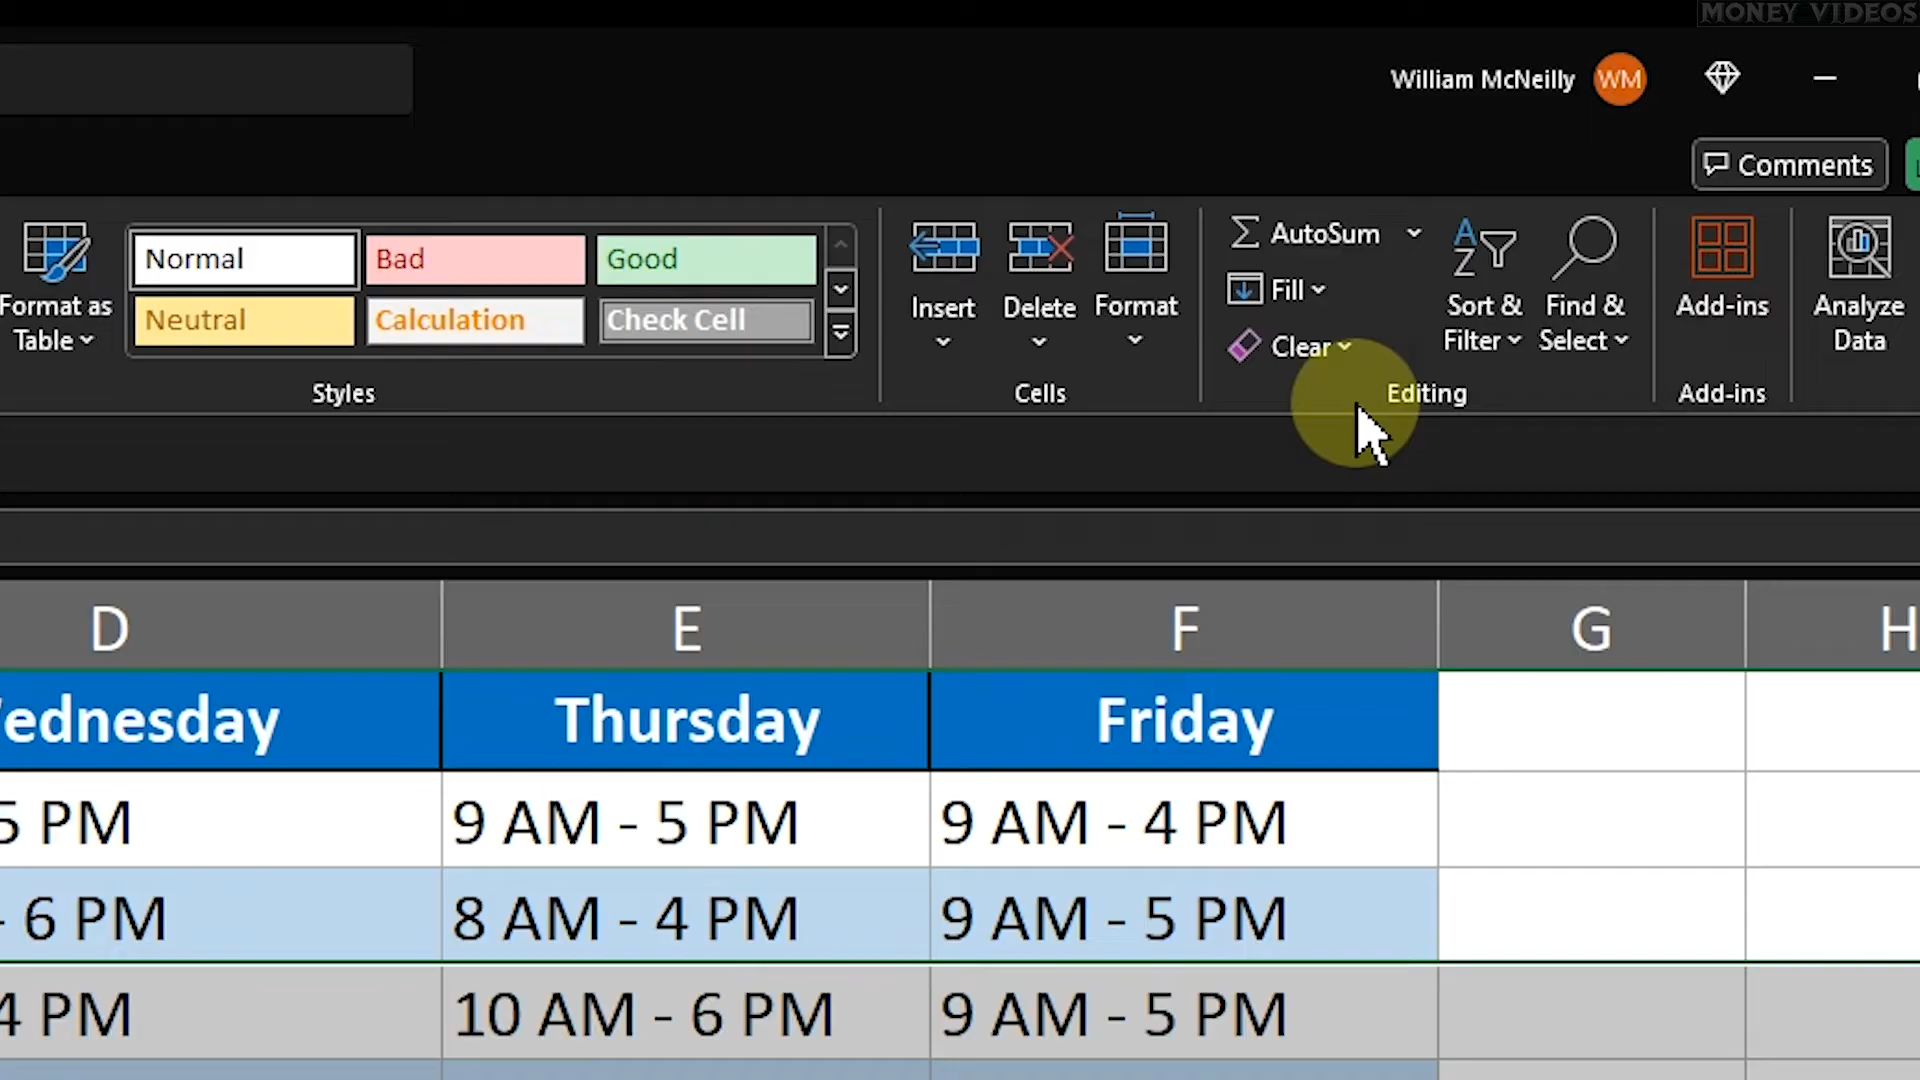 MONEY VIDEOS
William McNeilly WM
Comments
Format as
Table
Normal Bad Good
Neutral Calculation Check Cell
Styles
Insert Delete Format
Cells
AutoSum
Fill
Clear
Sort &
Filter
Find &
Select
Editing
Add-ins
Add-ins
Analyze
Data
D E F G H
ednesday Thursday Friday
5 PM 9 AM - 5 PM 9 AM - 4 PM
- 6 PM 8 AM - 4 PM 9 AM - 5 PM
4 PM 10 AM - 6 PM 9 AM - 5 PM